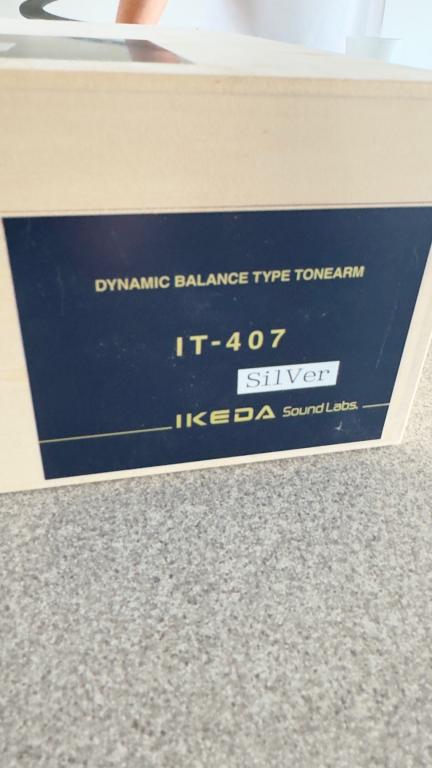 DYNAMIC BALANCE TYPE TONEARM
IT-407
SilVer
IKEDA Sound Labs.